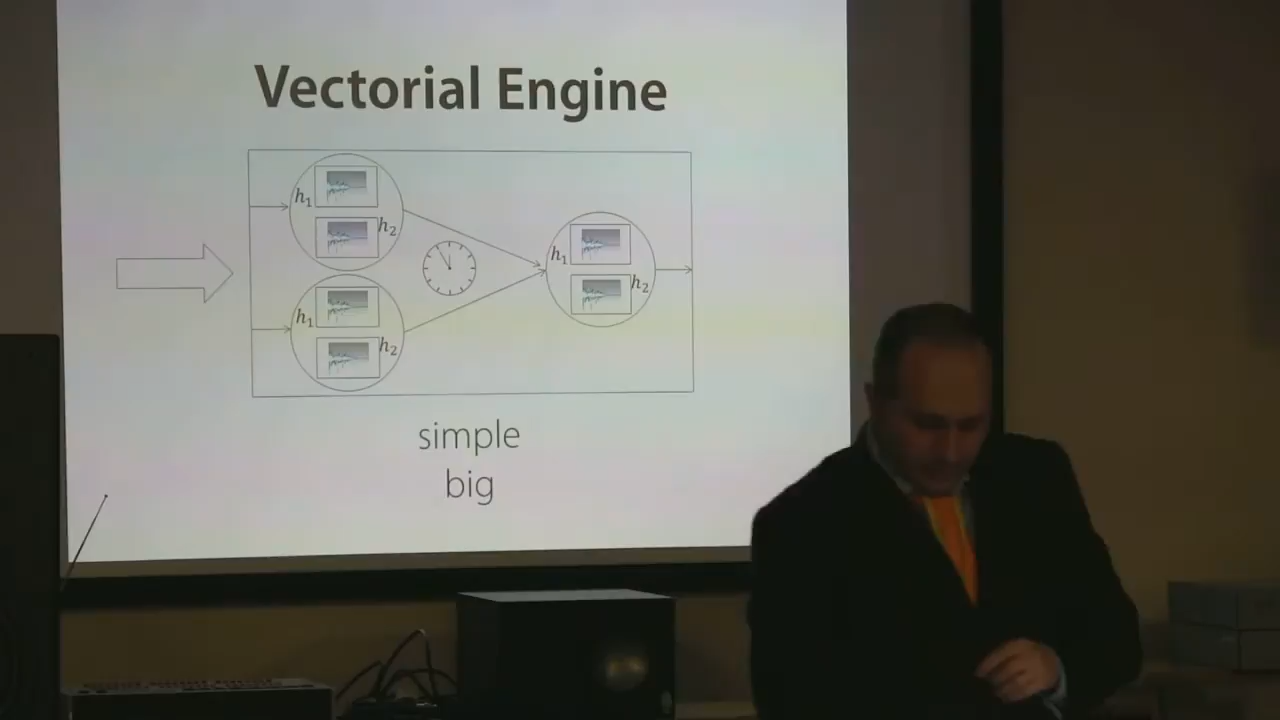 Vectorial Engine
h₁
h₂
h₁
h₂
h₁
h₂
simple
big